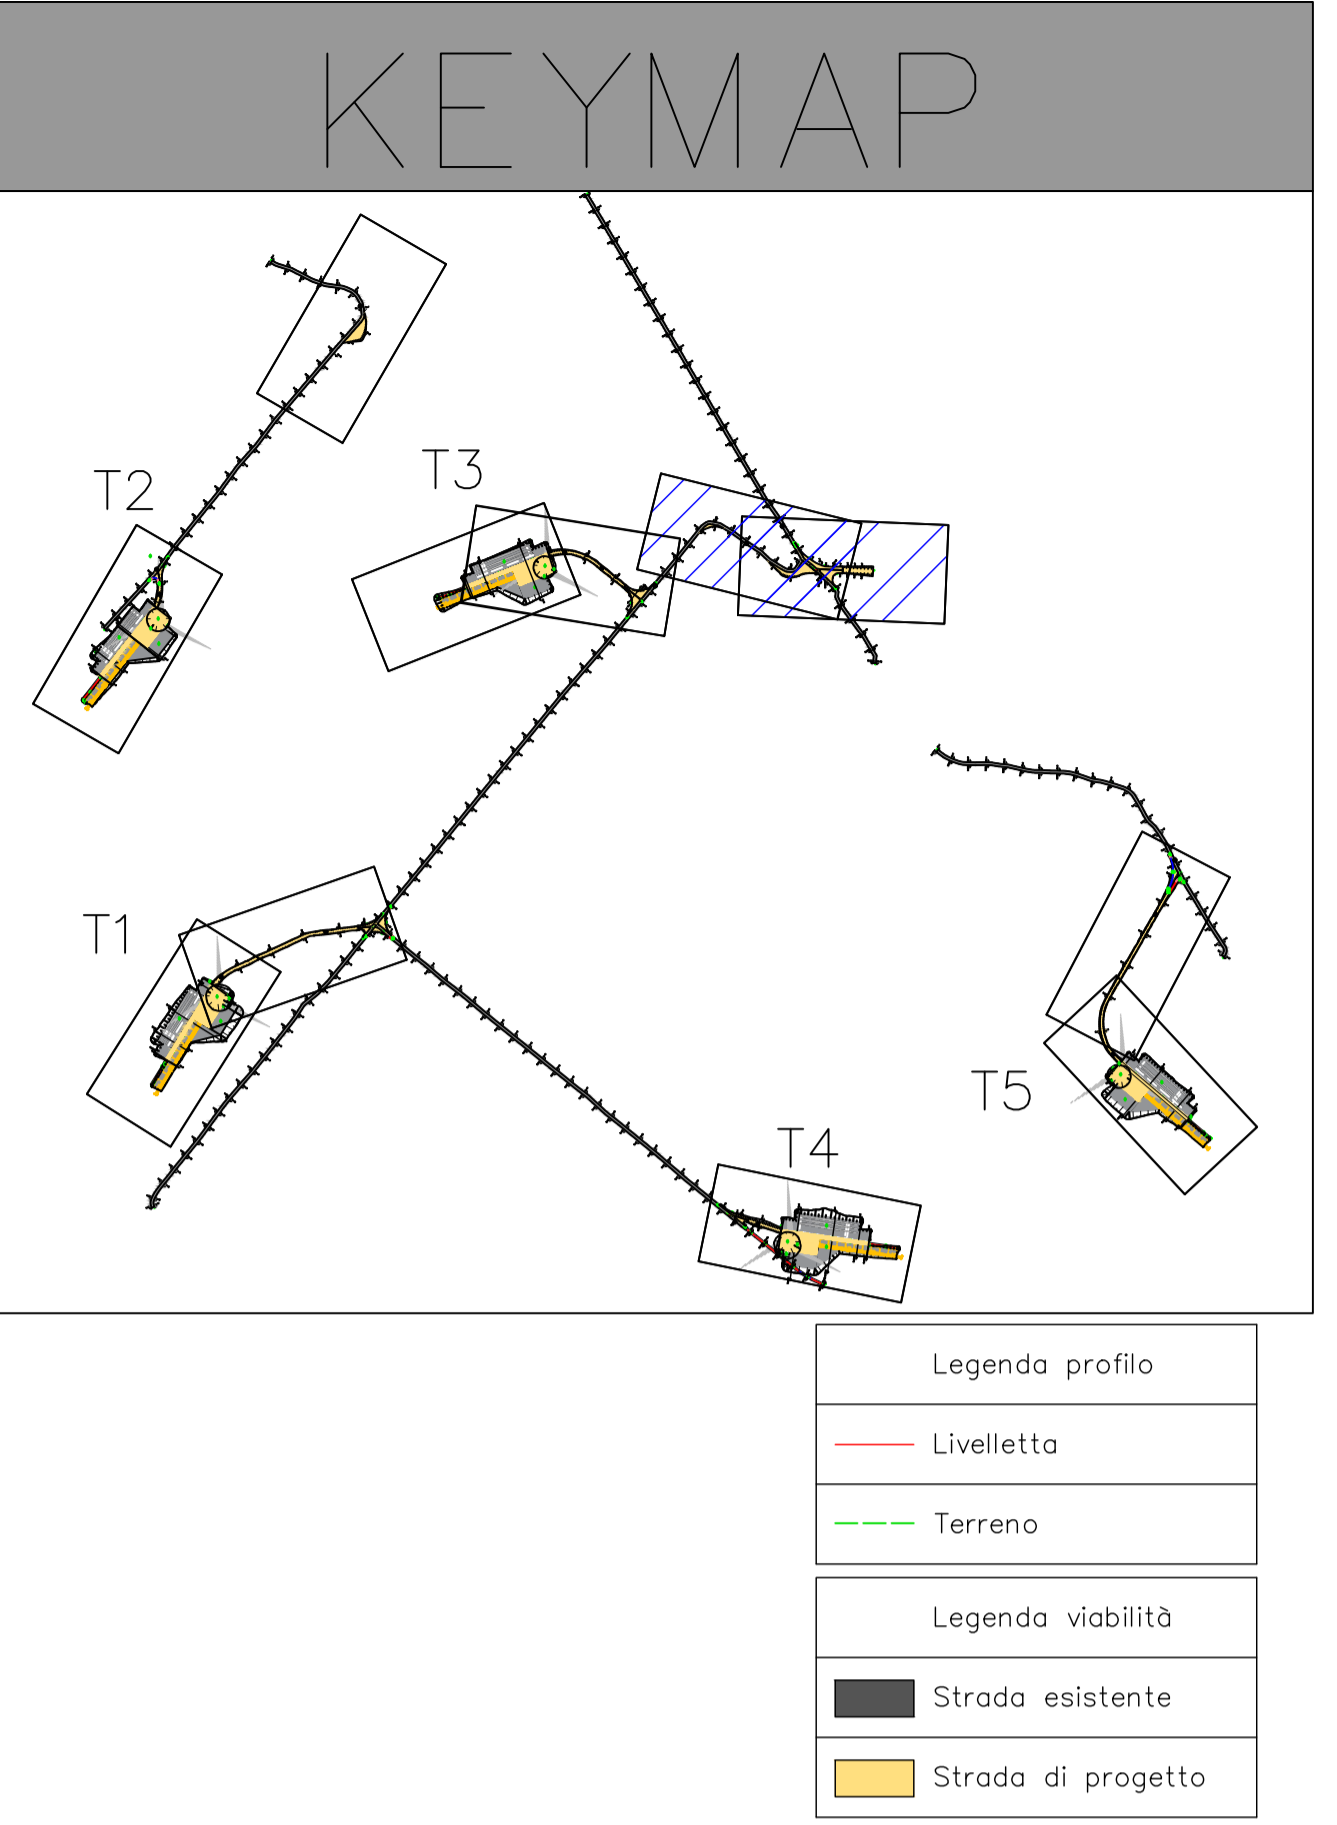 KEYMAP
T2
T3
T1
T5
T4
Legenda profilo
Livelletta
Terreno
Legenda viabilità
Strada esistente
Strada di progetto